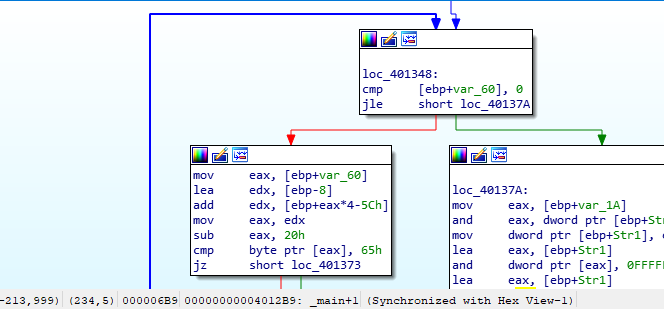 loc_401348:
cmp [ebp+var_60], 0
jle short loc_40137A
mov eax, [ebp+var_60]
lea edx, [ebp-8]
add edx, [ebp+eax*4-5Ch]
mov eax, edx
sub eax, 20h
cmp byte ptr [eax], 65h
jz short loc_401373
loc_40137A:
mov eax, [ebp+var_1A]
and eax, dword ptr [ebp+Str
mov dword ptr [ebp+Str1],
lea eax, [ebp+Str1]
and dword ptr [eax], 0FFFF
lea eax, [ebp+Str1]
-213,999) (234,5) 000006B9 00000000004012B9: _main+1 (Synchronized with Hex View-1)